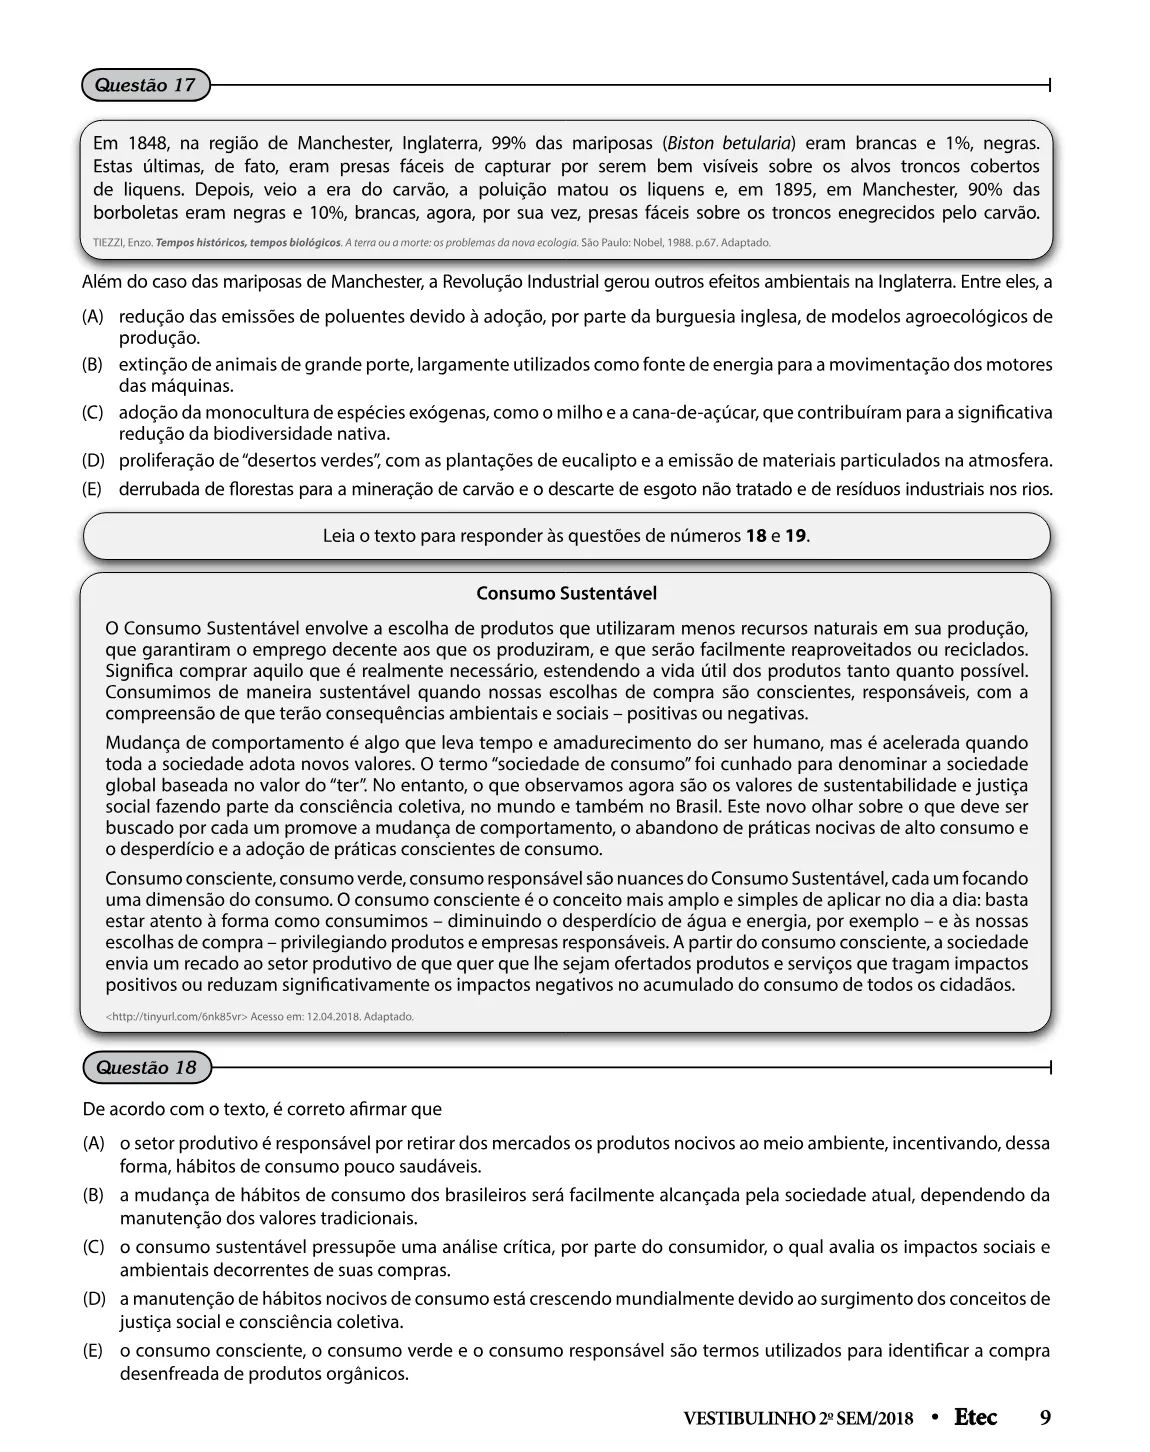 Questão 17
Em 1848, na região de Manchester, Inglaterra, 99% das mariposas (Biston betularia) eram brancas e 1%, negras.
Estas últimas, de fato, eram presas fáceis de capturar por serem bem visíveis sobre os alvos troncos cobertos
de liquens. Depois, veio a era do carvão, a poluição matou os liquens e, em 1895, em Manchester, 90% das
borboletas eram negras e 10%, brancas, agora, por sua vez, presas fáceis sobre os troncos enegrecidos pelo carvão.
TIEZZI, Enzo. Tempos históricos, tempos biológicos. A terra ou a morte: os problemas da nova ecologia. São Paulo: Nobel, 1988. p.67. Adaptado.
Além do caso das mariposas de Manchester, a Revolução Industrial gerou outros efeitos ambientais na Inglaterra. Entre eles, a
(A) redução das emissões de poluentes devido à adoção, por parte da burguesia inglesa, de modelos agroecológicos de
produção.
(B) extinção de animais de grande porte, largamente utilizados como fonte de energia para a movimentação dos motores
das máquinas.
(C) adoção da monocultura de espécies exógenas, como o milho e a cana-de-açúcar, que contribuíram para a significativa
redução da biodiversidade nativa.
(D) proliferação de “desertos verdes”, com as plantações de eucalipto e a emissão de materiais particulados na atmosfera.
(E) derrubada de florestas para a mineração de carvão e o descarte de esgoto não tratado e de resíduos industriais nos rios.
Leia o texto para responder às questões de números 18 e 19.
Consumo Sustentável
O Consumo Sustentável envolve a escolha de produtos que utilizaram menos recursos naturais em sua produção,
que garantiram o emprego decente aos que os produziram, e que serão facilmente reaproveitados ou reciclados.
Significa comprar aquilo que é realmente necessário, estendendo a vida útil dos produtos tanto quanto possível.
Consumimos de maneira sustentável quando nossas escolhas de compra são conscientes, responsáveis, com a
compreensão de que terão consequências ambientais e sociais – positivas ou negativas.
Mudança de comportamento é algo que leva tempo e amadurecimento do ser humano, mas é acelerada quando
toda a sociedade adota novos valores. O termo “sociedade de consumo” foi cunhado para denominar a sociedade
global baseada no valor do “ter”. No entanto, o que observamos agora são os valores de sustentabilidade e justiça
social fazendo parte da consciência coletiva, no mundo e também no Brasil. Este novo olhar sobre o que deve ser
buscado por cada um promove a mudança de comportamento, o abandono de práticas nocivas de alto consumo e
o desperdício e a adoção de práticas conscientes de consumo.
Consumo consciente, consumo verde, consumo responsável são nuances do Consumo Sustentável, cada um focando
uma dimensão do consumo. O consumo consciente é o conceito mais amplo e simples de aplicar no dia a dia: basta
estar atento à forma como consumimos – diminuindo o desperdício de água e energia, por exemplo – e às nossas
escolhas de compra – privilegiando produtos e empresas responsáveis. A partir do consumo consciente, a sociedade
envia um recado ao setor produtivo de que quer que lhe sejam ofertados produtos e serviços que tragam impactos
positivos ou reduzam significativamente os impactos negativos no acumulado do consumo de todos os cidadãos.
<http://tinyurl.com/6nk85vr> Acesso em: 12.04.2018. Adaptado.
Questão 18
De acordo com o texto, é correto afirmar que
(A) o setor produtivo é responsável por retirar dos mercados os produtos nocivos ao meio ambiente, incentivando, dessa
forma, hábitos de consumo pouco saudáveis.
(B) a mudança de hábitos de consumo dos brasileiros será facilmente alcançada pela sociedade atual, dependendo da
manutenção dos valores tradicionais.
(C) o consumo sustentável pressupõe uma análise crítica, por parte do consumidor, o qual avalia os impactos sociais e
ambientais decorrentes de suas compras.
(D) a manutenção de hábitos nocivos de consumo está crescendo mundialmente devido ao surgimento dos conceitos de
justiça social e consciência coletiva.
(E) o consumo consciente, o consumo verde e o consumo responsável são termos utilizados para identificar a compra
desenfreada de produtos orgânicos.
VESTIBULINHO 2º SEM/2018 • Etec 9